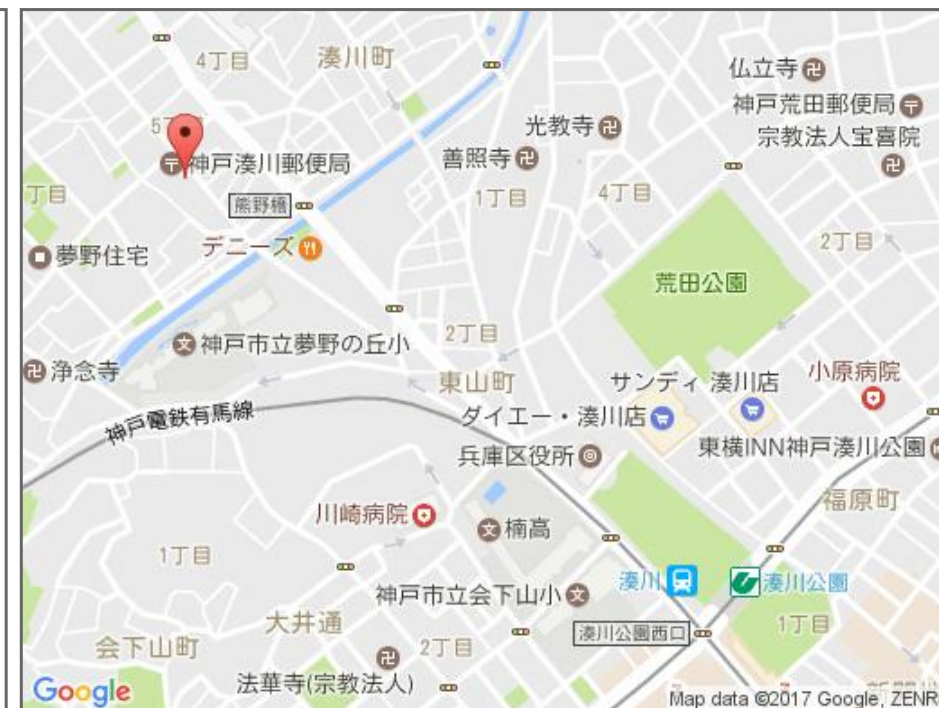 4丁目
湊川町
仏立寺
神戸荒田郵便局
宗教法人宝喜院
光教寺
善照寺
5丁目
神戸湊川郵便局
1丁目
4丁目
丁目
熊野橋
2丁目
夢野住宅
デニーズ
荒田公園
神戸市立夢野の丘小
2丁目
浄念寺
東山町
サンディ 湊川店
小原病院
神戸電鉄有馬線
ダイエー・湊川店
兵庫区役所
東横INN神戸湊川公園
川崎病院
楠高
福原町
1丁目
湊川
湊川公園
神戸市立会下山小
大井通
湊川公園西口
1丁目
会下山町
2丁目
法華寺(宗教法人)
Google
Map data ©2017 Google, ZENR